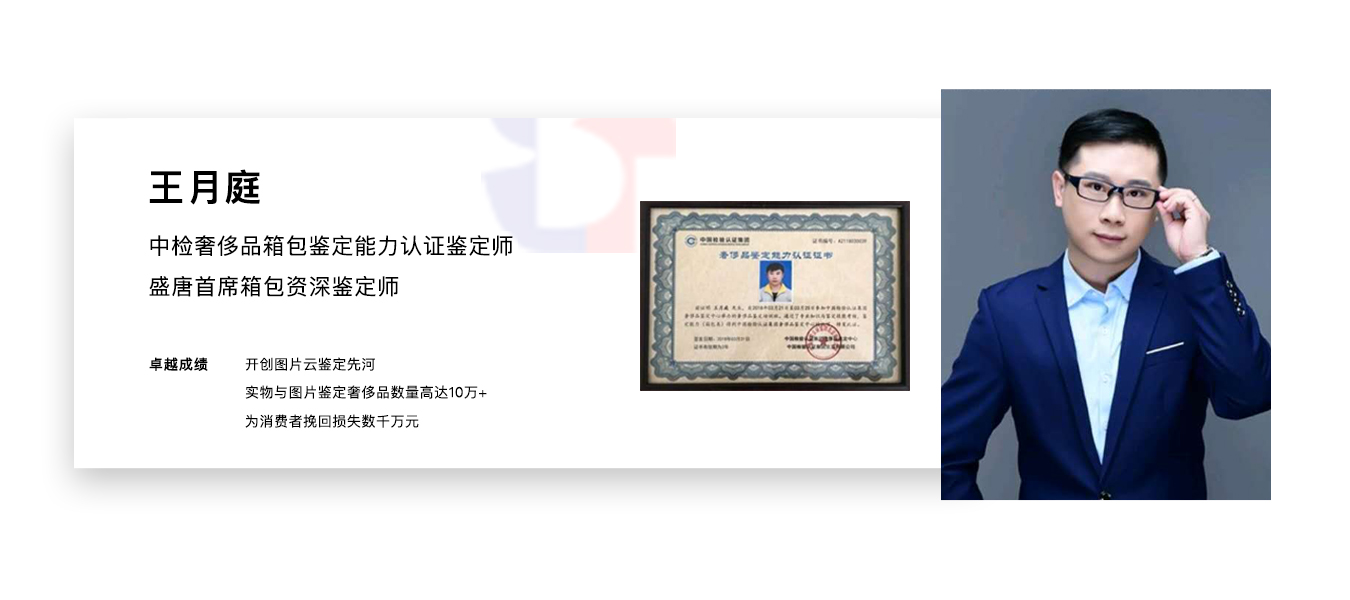 王月庭
中检奢侈品箱包鉴定能力认证鉴定师
盛唐首席箱包资深鉴定师
卓越成绩
开创图片云鉴定先河
实物与图片鉴定奢侈品数量高达10万+
为消费者挽回损失数千万元
中国检验认证集团
证书编号:
奢侈品鉴定能力认证证书